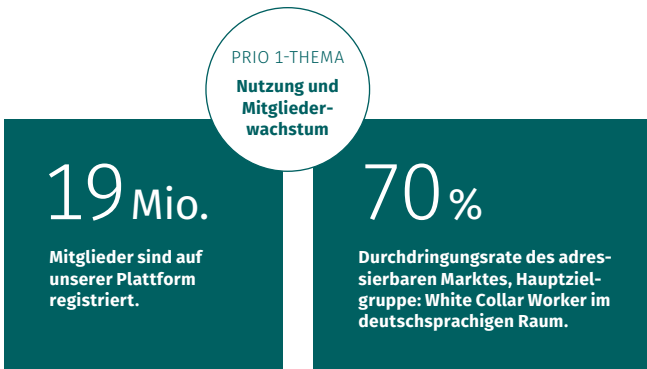 PRIO 1-THEMA
Nutzung und
Mitglieder-
wachstum
19 Mio.
Mitglieder sind auf
unserer Plattform
registriert.
70 %
Durchdringungsrate des adres-
sierbaren Marktes, Hauptziel-
gruppe: White Collar Worker im
deutschsprachigen Raum.